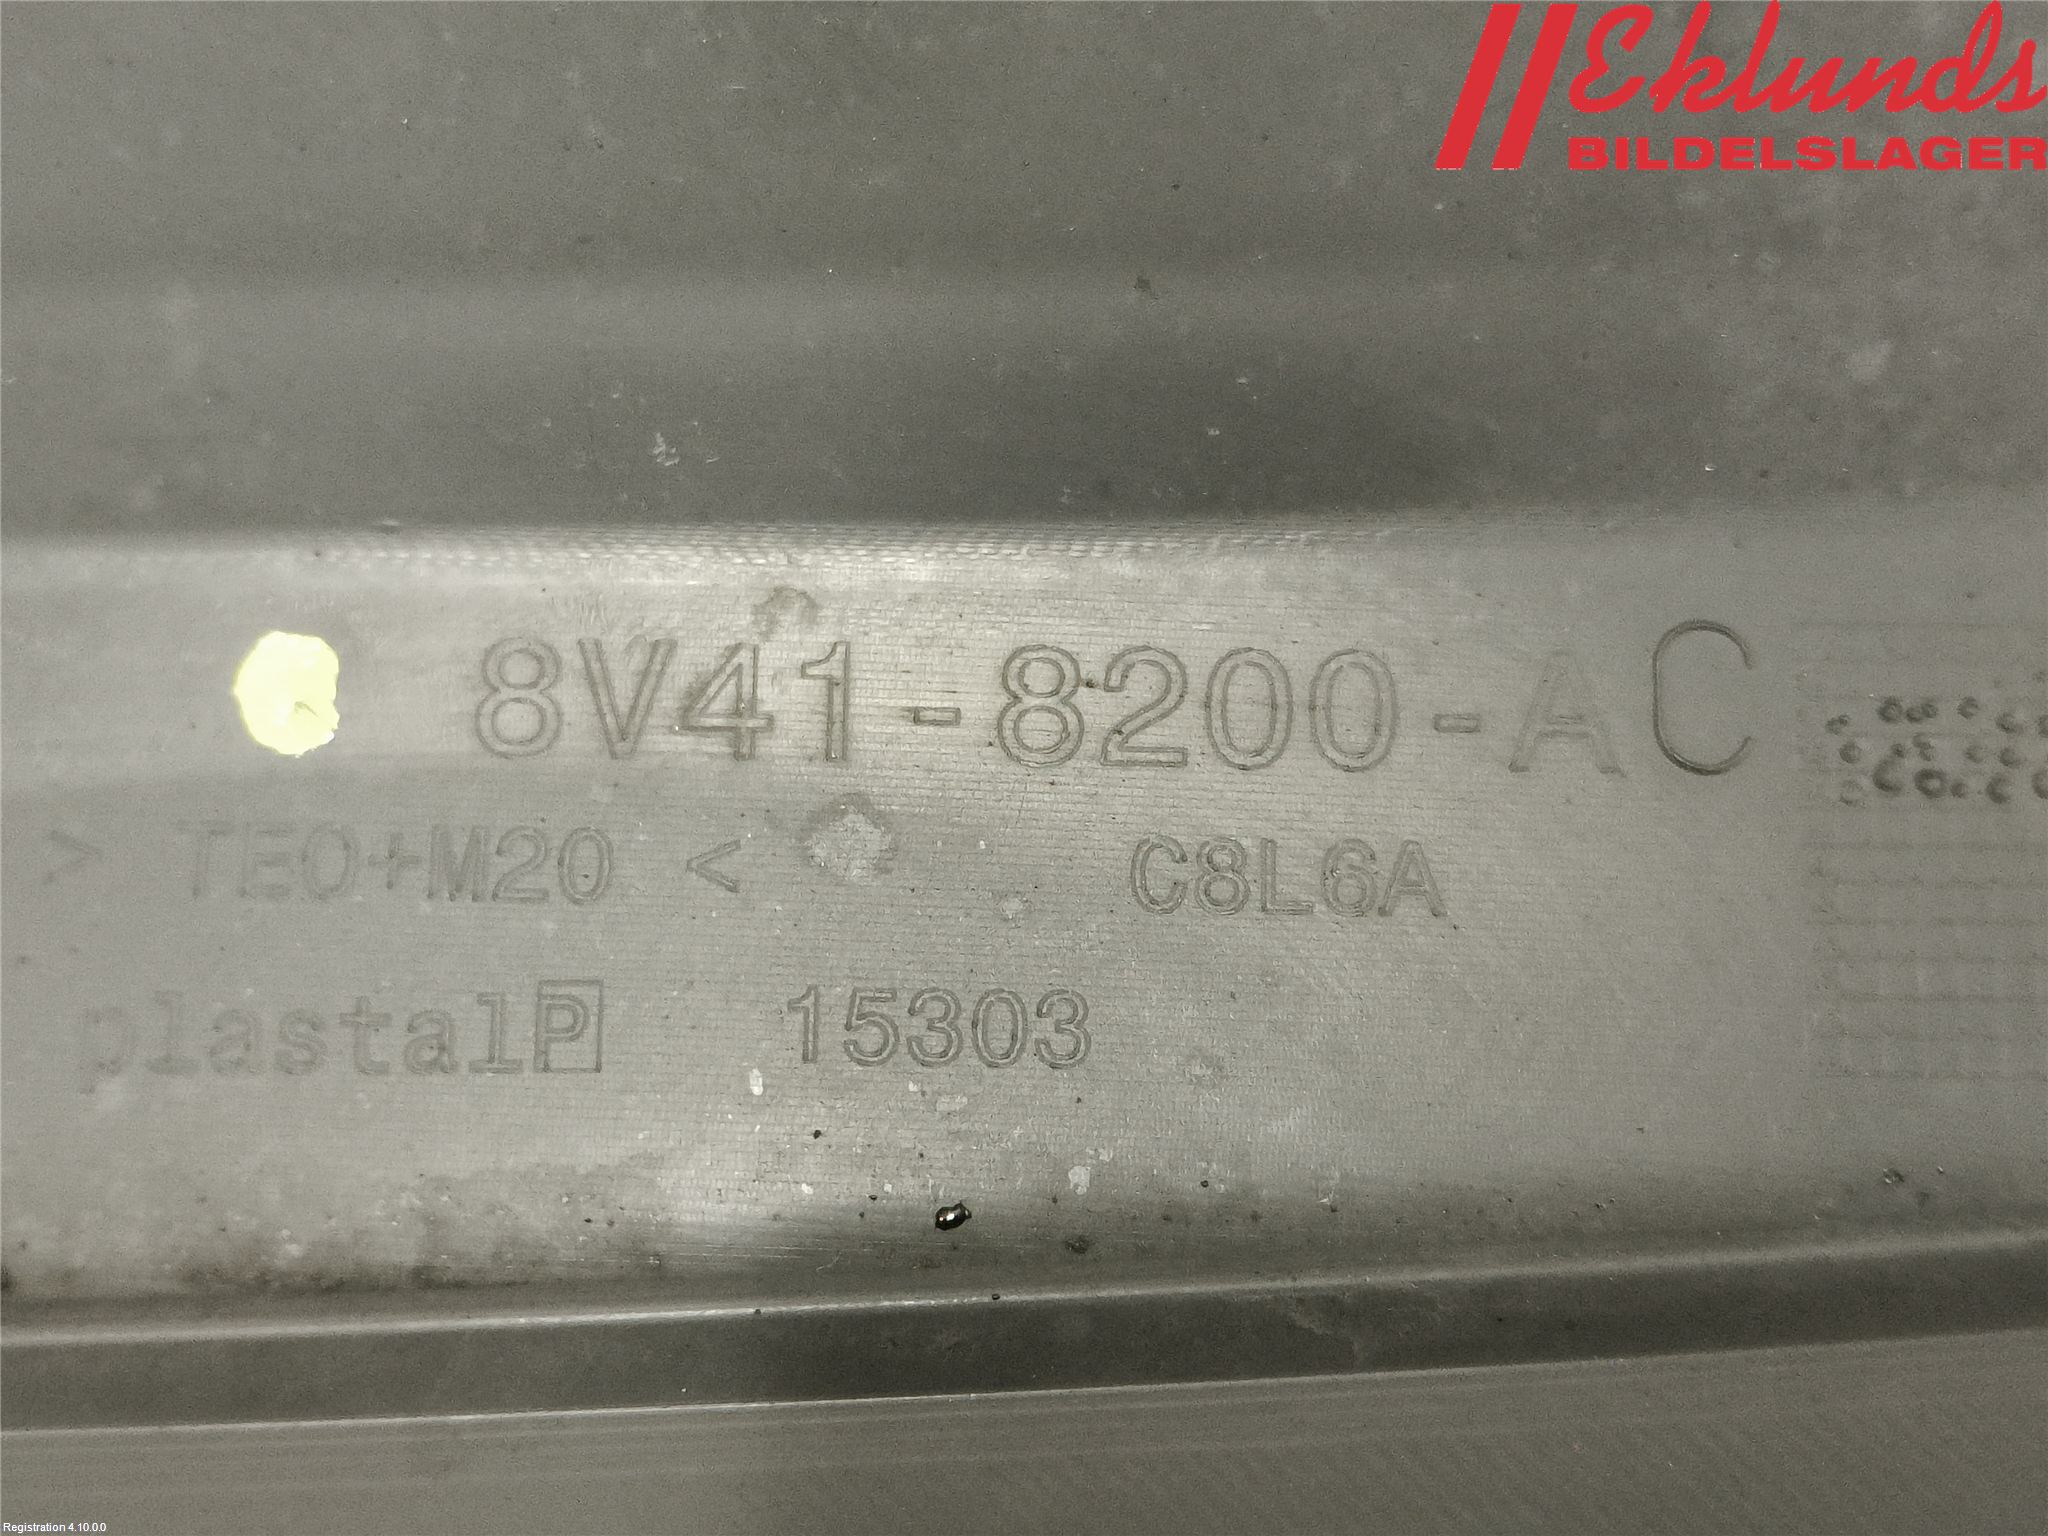 Eklunds
BILDELSLAGER
8V41-8200-AC
> TEO+M20 < C8L6A
plastal P 15303
Registration 4.10.0.0